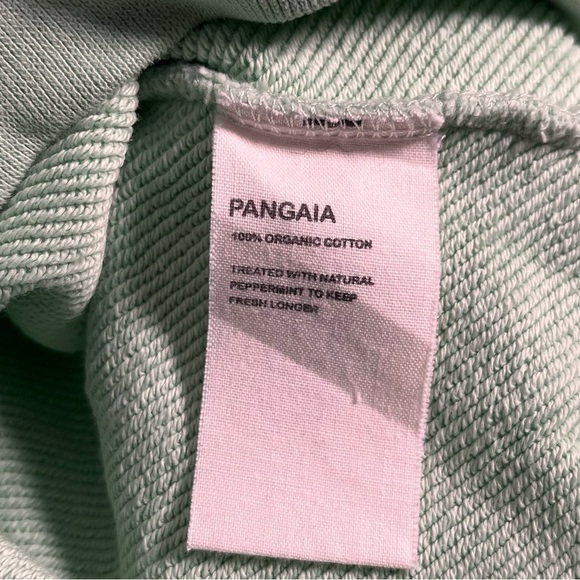 PANGAIA
100% ORGANIC COTTON
TREATED WITH NATURAL
PEPPERMINT TO KEEP
FRESH LONGER